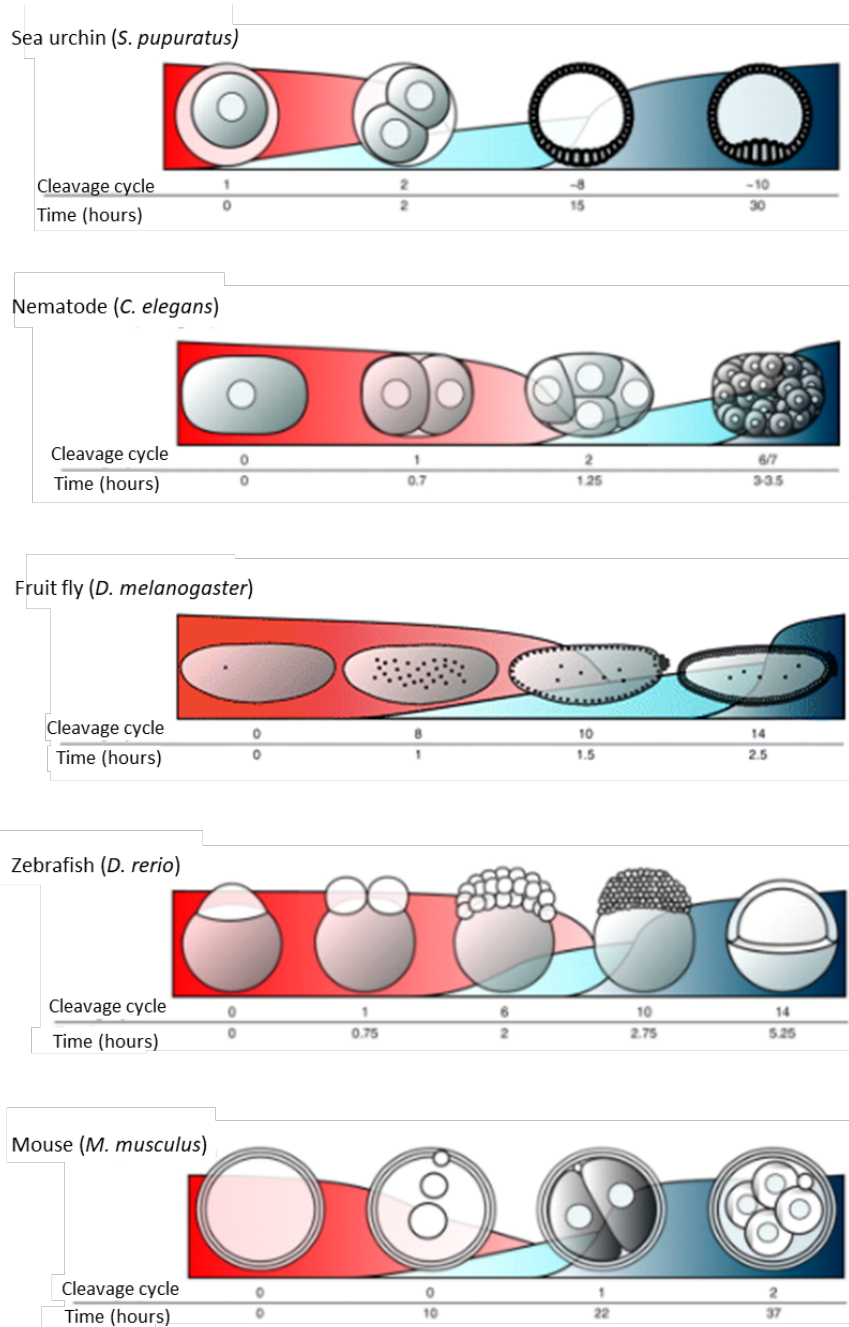 Sea urchin (S. pupuratus)
Cleavage cycle 1 2 ~8 ~10
Time (hours) 0 2 15 30
Nematode (C. elegans)
Cleavage cycle 0 1 2 6/7
Time (hours) 0 0.7 1.25 3-3.5
Fruit fly (D. melanogaster)
Cleavage cycle 0 8 10 14
Time (hours) 0 1 1.5 2.5
Zebrafish (D. rerio)
Cleavage cycle 0 1 6 10 14
Time (hours) 0 0.75 2 2.75 5.25
Mouse (M. musculus)
Cleavage cycle 0 0 1 2
Time (hours) 0 10 22 37